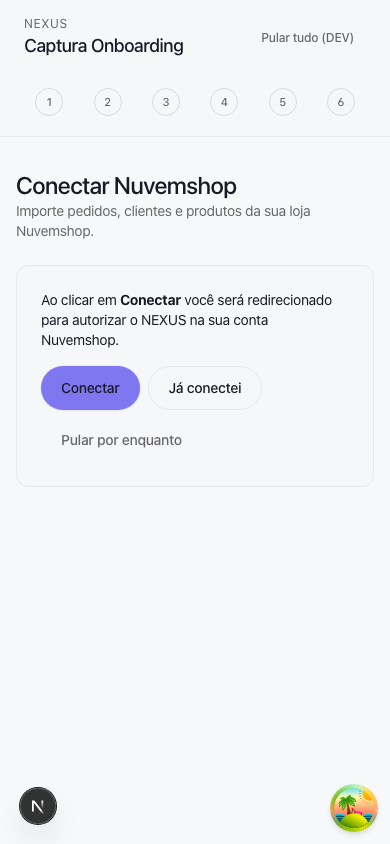 NEXUS
Captura Onboarding
Pular tudo (DEV)
1 2 3 4 5 6
Conectar Nuvemshop
Importe pedidos, clientes e produtos da sua loja
Nuvemshop.
Ao clicar em Conectar você será redirecionado
para autorizar o NEXUS na sua conta
Nuvemshop.
Conectar
Já conectei
Pular por enquanto
N